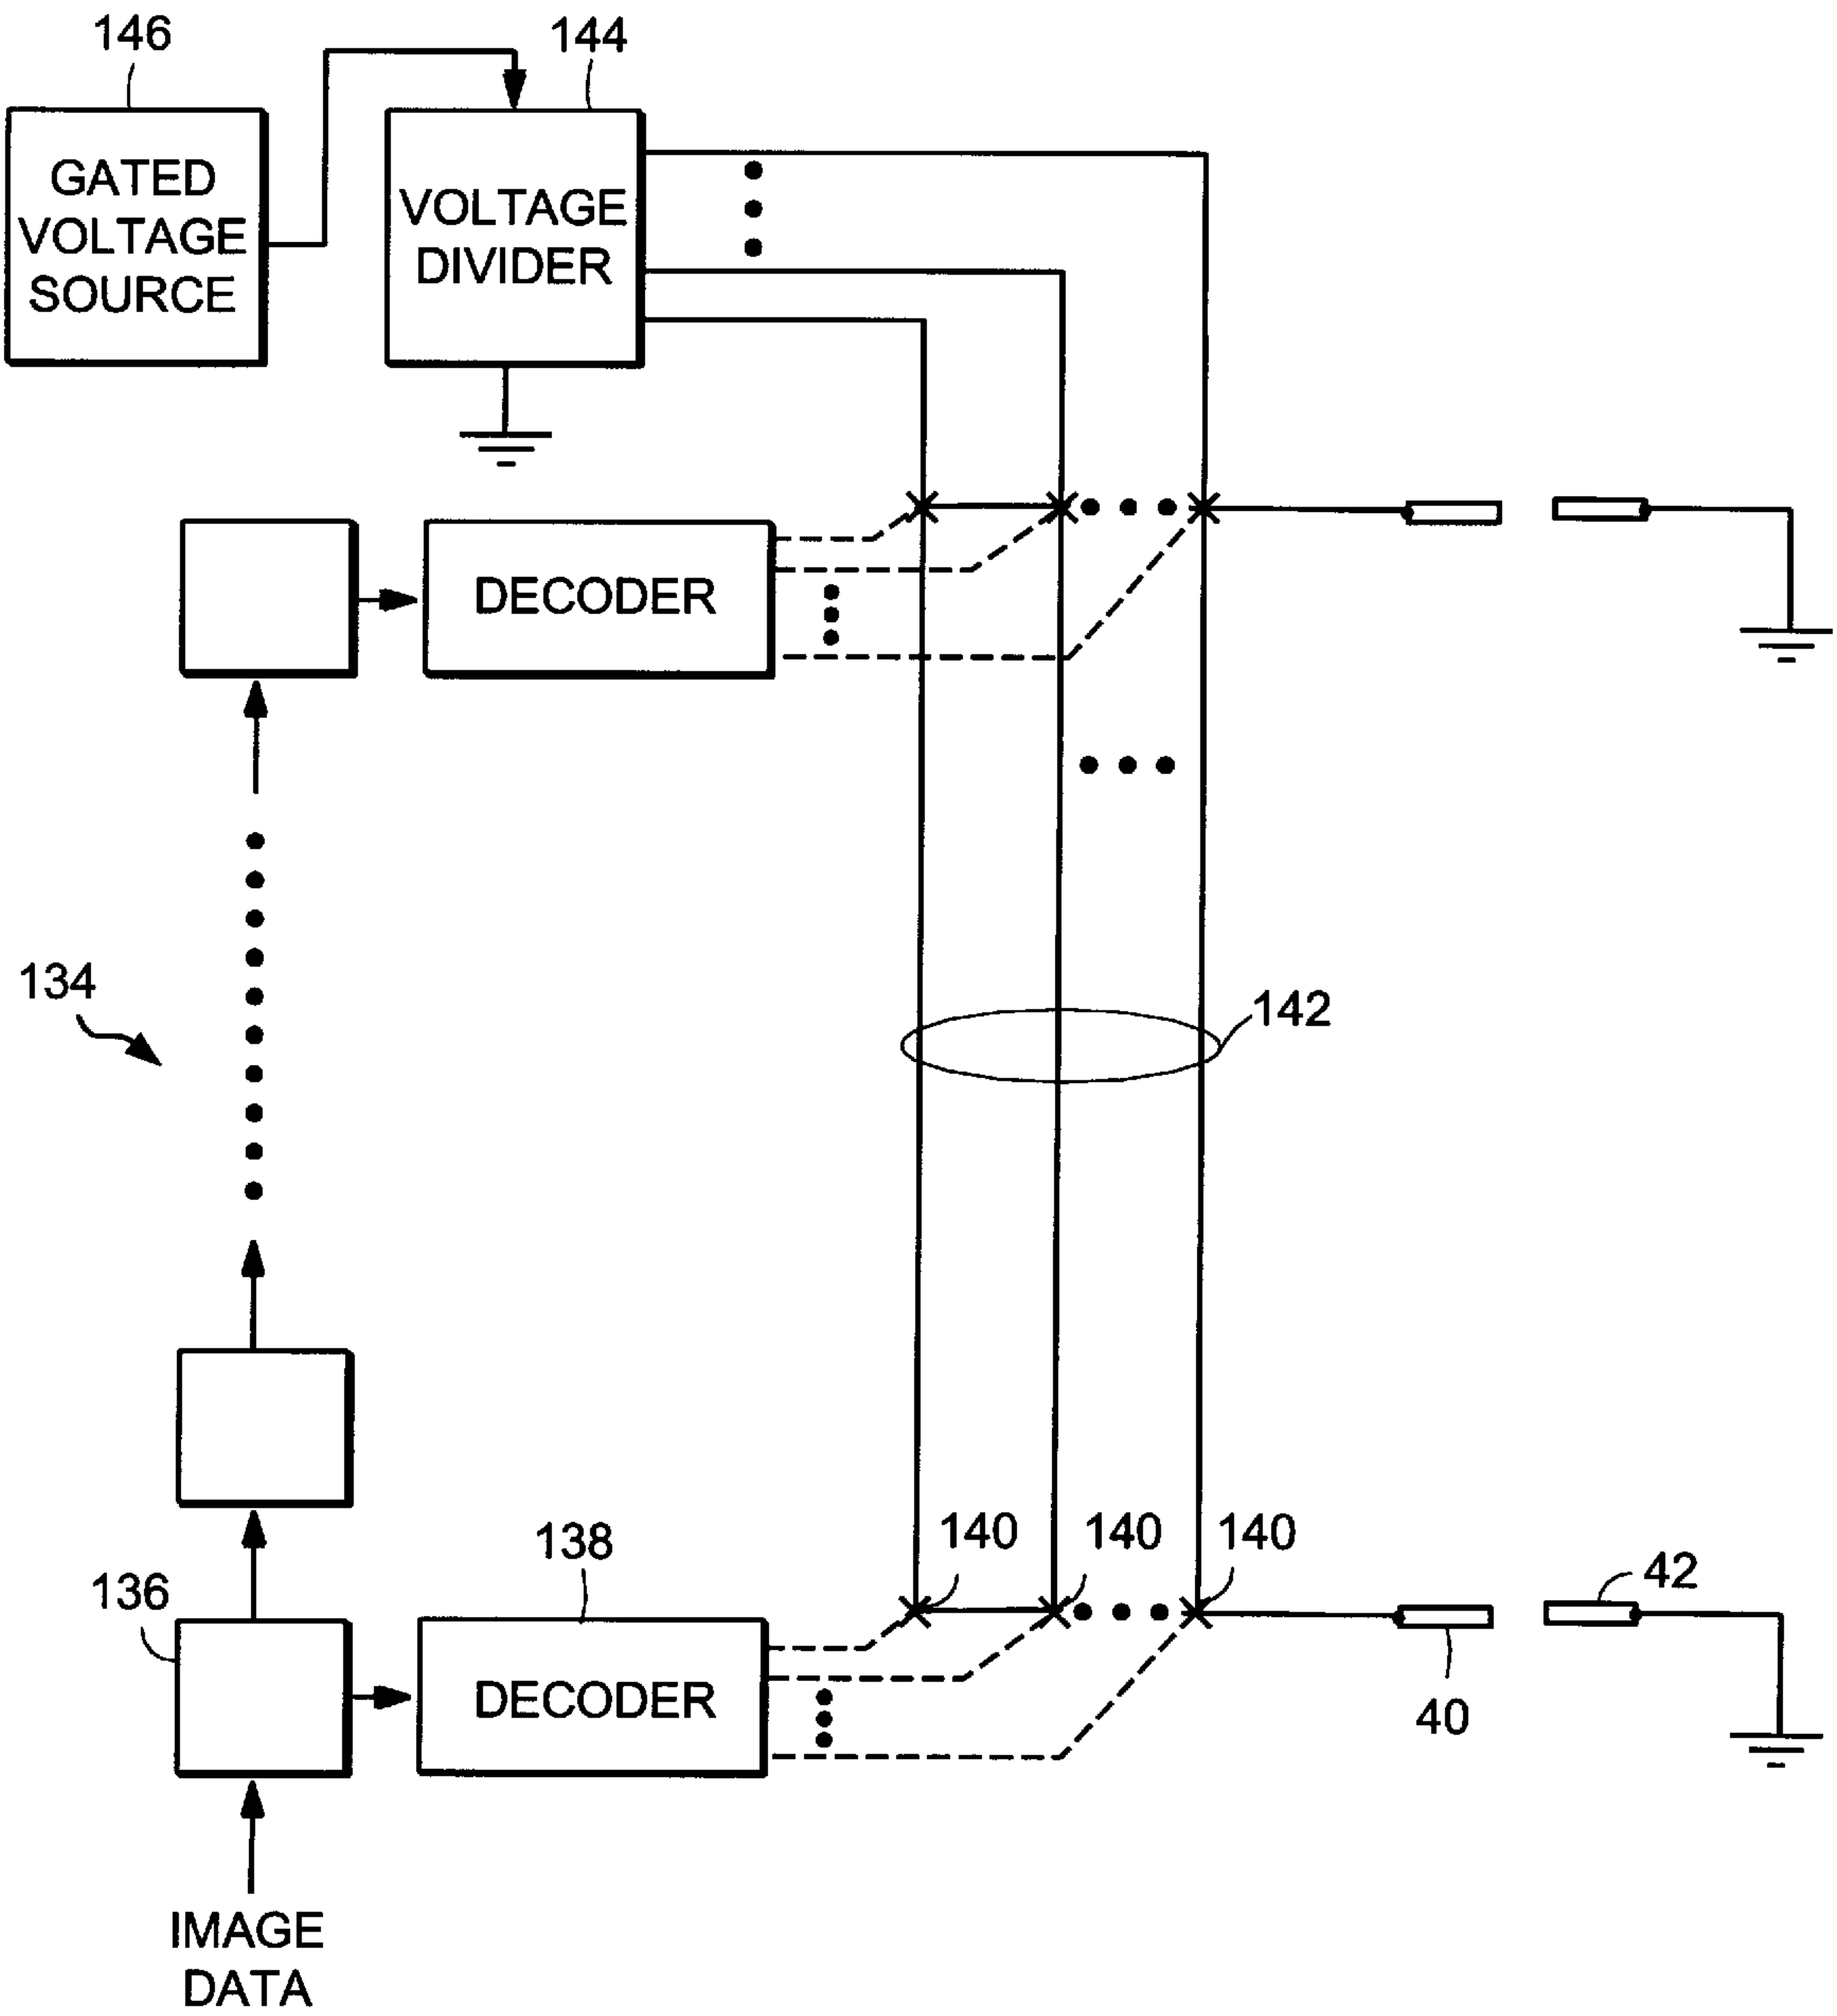 146
144
GATED
VOLTAGE
SOURCE
VOLTAGE
DIVIDER
DECODER
134
142
140
140
140
138
136
42
DECODER
40
IMAGE
DATA